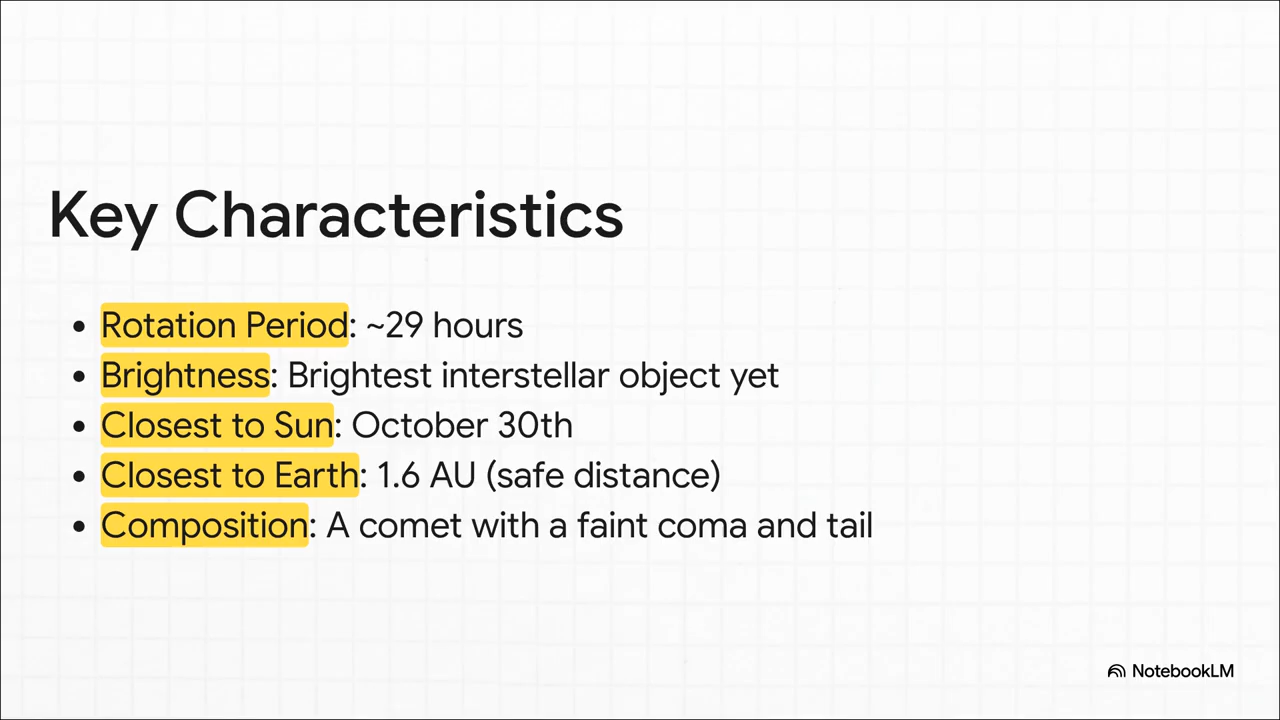 Key Characteristics
• Rotation Period: ~29 hours
• Brightness: Brightest interstellar object yet
• Closest to Sun: October 30th
• Closest to Earth: 1.6 AU (safe distance)
• Composition: A comet with a faint coma and tail
NotebookLM